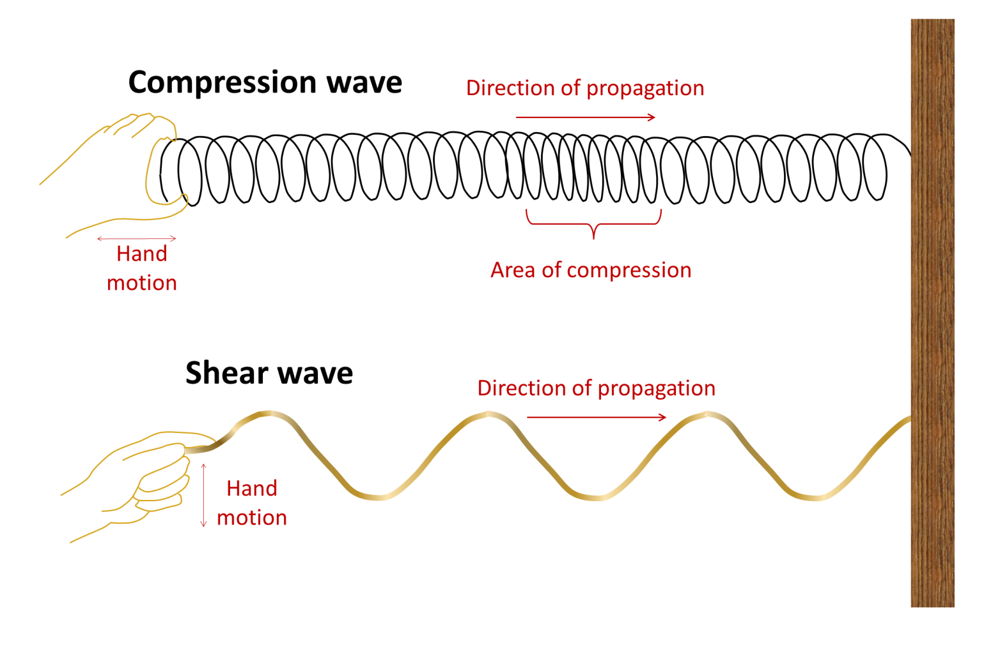 Compression wave
Direction of propagation
Hand
motion
Area of compression
Shear wave
Direction of propagation
Hand
motion